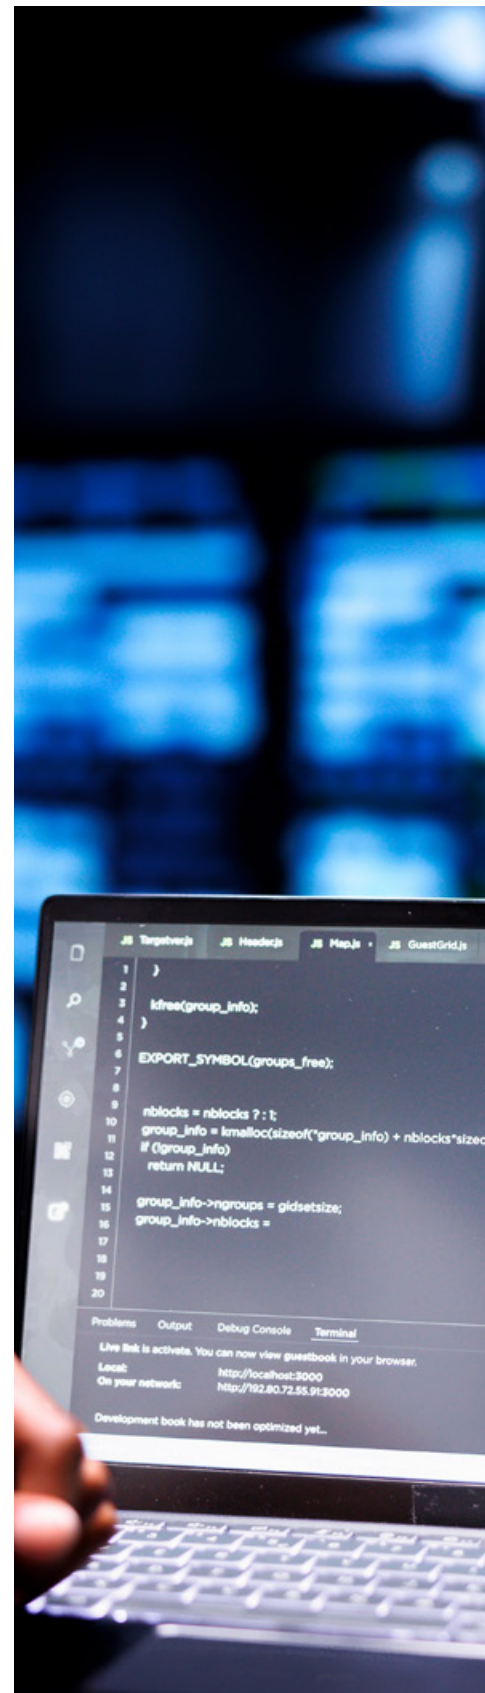 JS Targetver.js JS Header.js JS Map.js JS GuestGrid.js
1 }
2
3 kfree(group_info);
4 }
5
6 EXPORT_SYMBOL(groups_free);
7
8
9 nblocks = nblocks ? : 1;
10 group_info = kmalloc(sizeof(*group_info) + nblocks*sizeo
11 if (!group_info)
12 return NULL;
13
14
15 group_info->ngroups = gidsetsize;
16 group_info->nblocks =
17
18
19
20
Problems Output Debug Console Terminal
Live link is activate. You can now view guestbook in your browser.
Local: http://localhost:3000
On your network: http://192.80.72.55.91:3000
Development book has not been optimized yet...